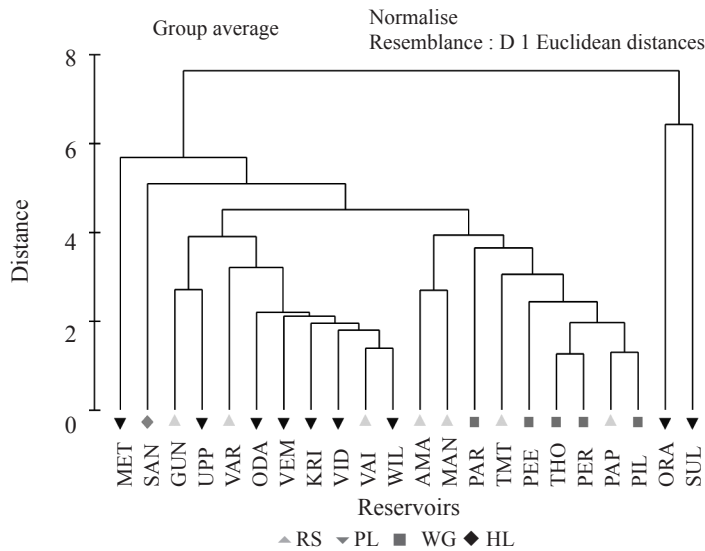 Group average
Normalise
Resemblance : D 1 Euclidean distances
8
6
4
2
0
Distance
MET
SAN
GUN
UPP
VAR
ODA
VEM
KRI
VID
VAI
WIL
AMA
MAN
PAR
TMT
PEE
THO
PER
PAP
PIL
ORA
SUL
Reservoirs
RS PL WG HL